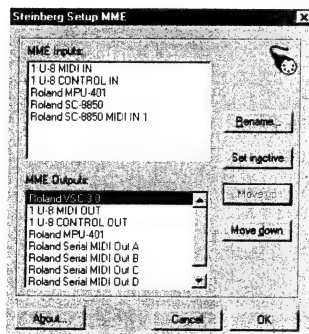 Steinberg Setup MME
MME Inputs:
1 U-8 MIDI IN
1 U-8 CONTROL IN
Roland MPU-401
Roland SC-8850
Roland SC-8850 MIDI IN 1
Rename...
Set inactive
Move up
Move down
MME Outputs:
Roland VSC 3.0
1 U-8 MIDI OUT
1 U-8 CONTROL OUT
Roland MPU-401
Roland Serial MIDI Out A
Roland Serial MIDI Out B
Roland Serial MIDI Out C
Roland Serial MIDI Out D
About...
Cancel
OK